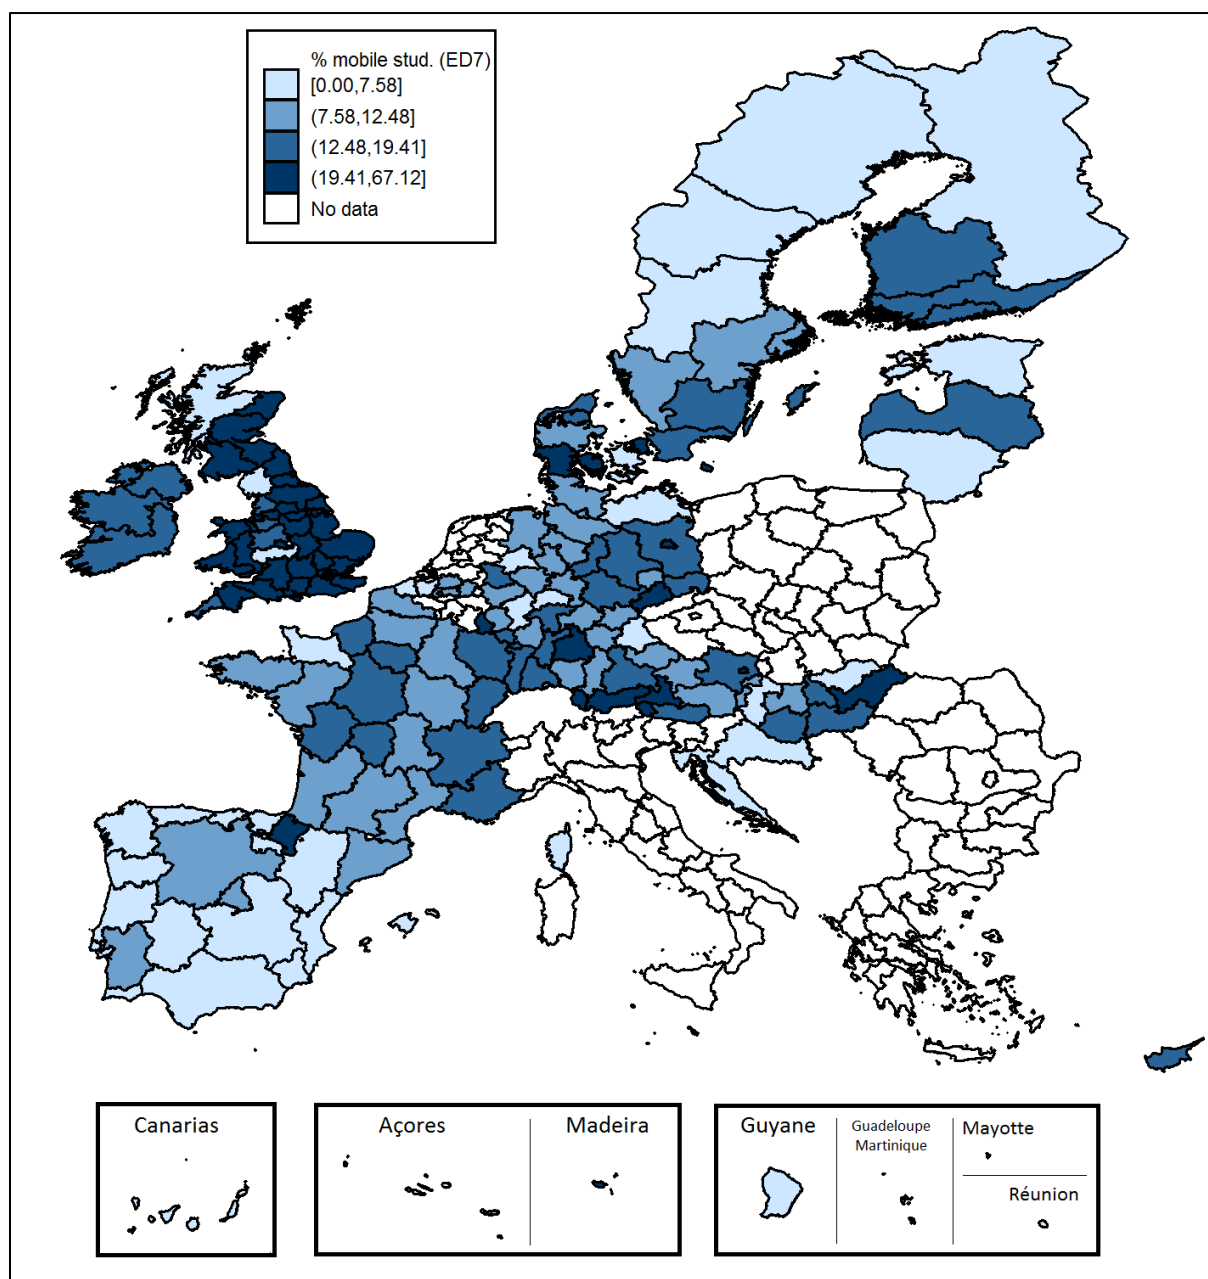 % mobile stud. (ED7)
[0.00,7.58]
(7.58,12.48]
(12.48,19.41]
(19.41,67.12]
No data
Canarias
Açores
Madeira
Guyane
Guadeloupe
Martinique
Mayotte
Réunion